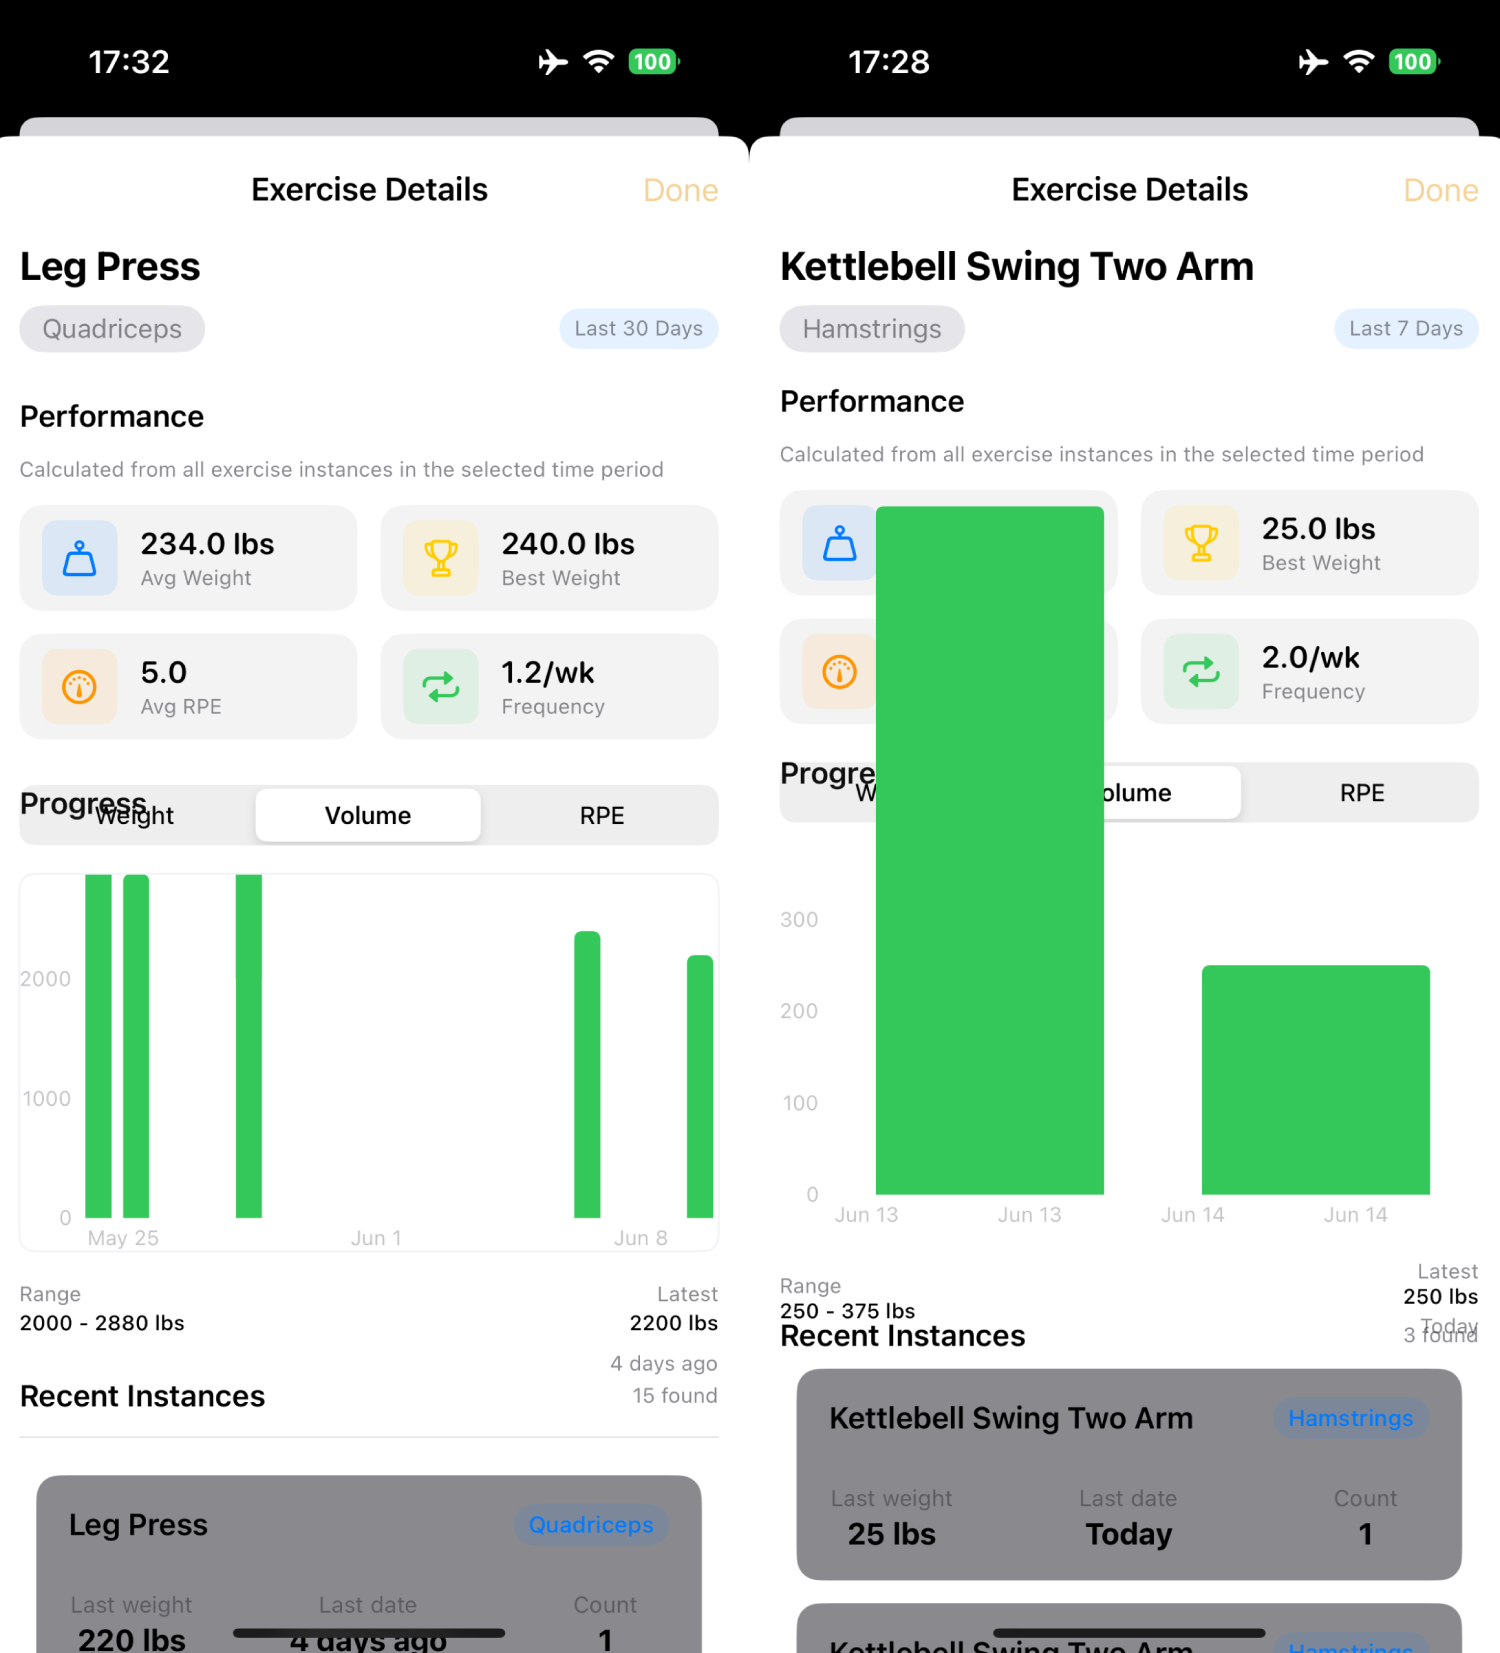 17:32
100
Exercise Details
Done
Leg Press
Quadriceps
Last 30 Days
Performance
Calculated from all exercise instances in the selected time period
234.0 lbs
Avg Weight
240.0 lbs
Best Weight
5.0
Avg RPE
1.2/wk
Frequency
Progress
Weight
Volume
RPE
2000
1000
0
May 25
Jun 1
Jun 8
Range
2000 - 2880 lbs
Latest
2200 lbs
4 days ago
Recent Instances
15 found
Leg Press
Quadriceps
Last weight
220 lbs
Last date
4 days ago
Count
1
17:28
100
Exercise Details
Done
Kettlebell Swing Two Arm
Hamstrings
Last 7 Days
Performance
Calculated from all exercise instances in the selected time period
25.0 lbs
Best Weight
2.0/wk
Frequency
Progre
W
olume
RPE
300
200
100
0
Jun 13
Jun 13
Jun 14
Jun 14
Range
250 - 375 lbs
Latest
250 lbs
Today
Recent Instances
3 found
Kettlebell Swing Two Arm
Hamstrings
Last weight
25 lbs
Last date
Today
Count
1
Kettlebell Swing Two Arm
Hamstrings